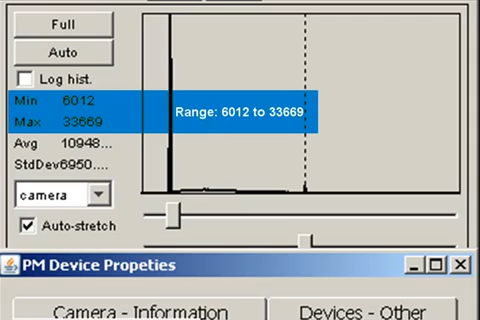 Full
Auto
Log hist.
Min 6012
Max 33669
Range: 6012 to 33669
Avg 10948...
StdDev6950....
camera
Auto-stretch
PM Device Propeties
Camera - Information
Devices - Other